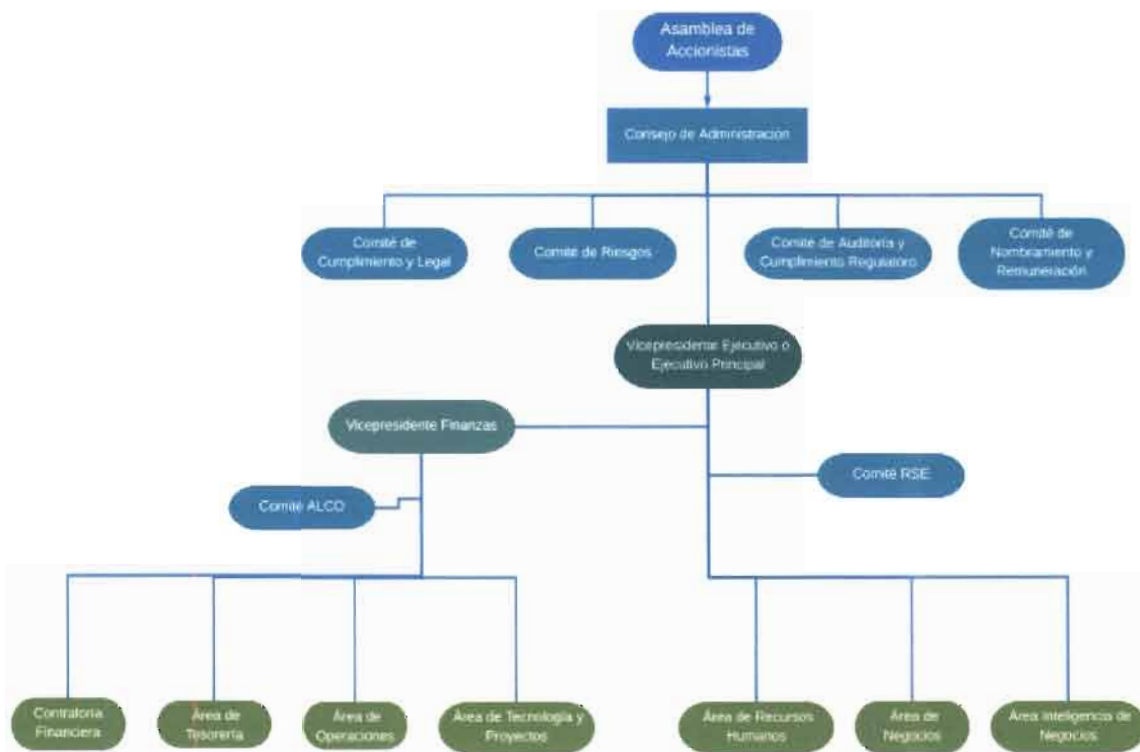 Asamblea de
Accionistas
Consejo de Administración
Comité de
Cumplimiento y Legal
Comité de Riesgos
Comité de Auditoría y
Cumplimiento Regulatoro
Comité de
Nombramiento y
Remuneración
Vicepresidente Ejecutivo o
Ejecutivo Principal
Vicepresidente Finanzas
Comité RSE
Comité ALCO
Contraloría
Financiera
Área de
Tesorería
Área de
Operaciones
Área de Tecnología y
Proyectos
Área de Recursos
Humanos
Área de
Negocios
Área Inteligencia de
Negocios